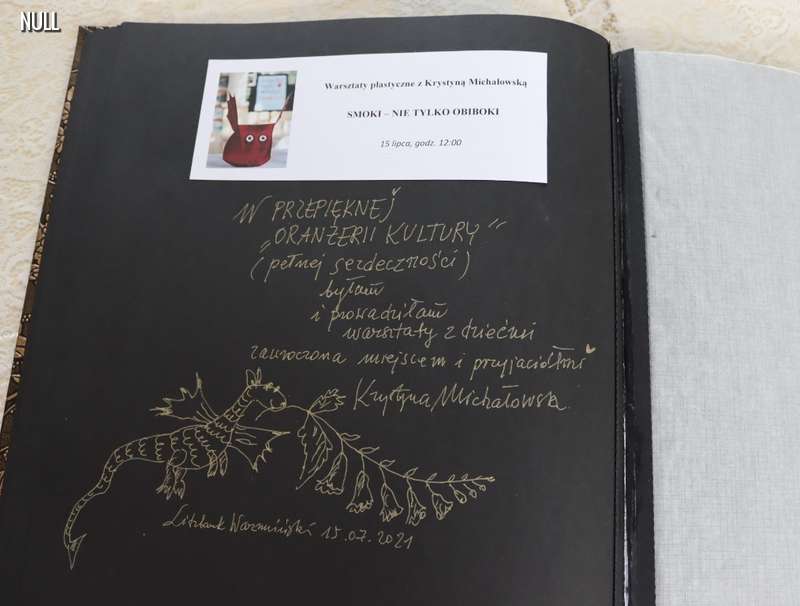 NULL
Warsztaty plastyczne z Krystyną Michałowską
SMOKI – NIE TYLKO OBIBOKI
15 lipca, godz. 12:00
W PRZEPIĘKNEJ
„ORANŻERII KULTURY"
(pełnej serdeczności)
byłam
i prowadziłam
warsztaty z dziećmi
zauroczona miejscem i przyjaciółmi
Krystyna Michałowska
Lidzbark Warmiński 15.07.2021